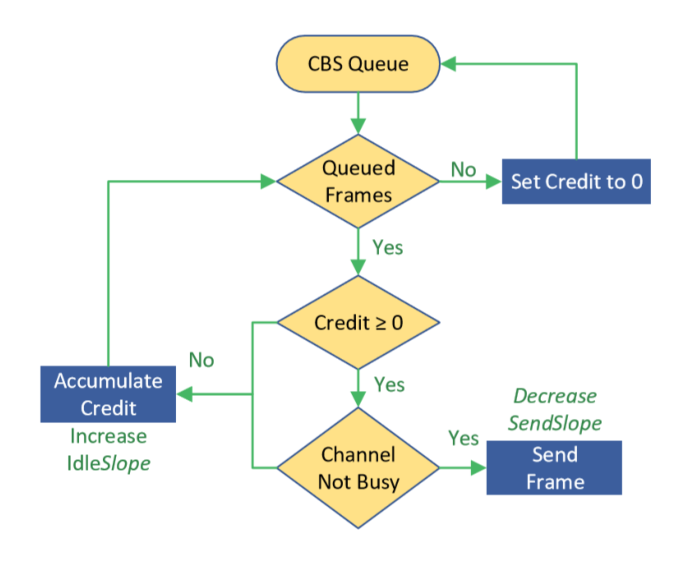 CBS Queue
Queued
Frames
No
Set Credit to 0
Yes
Credit ≥ 0
No
Accumulate
Credit
Increase
IdleSlope
Yes
Decrease
SendSlope
Channel
Not Busy
Yes
Send
Frame